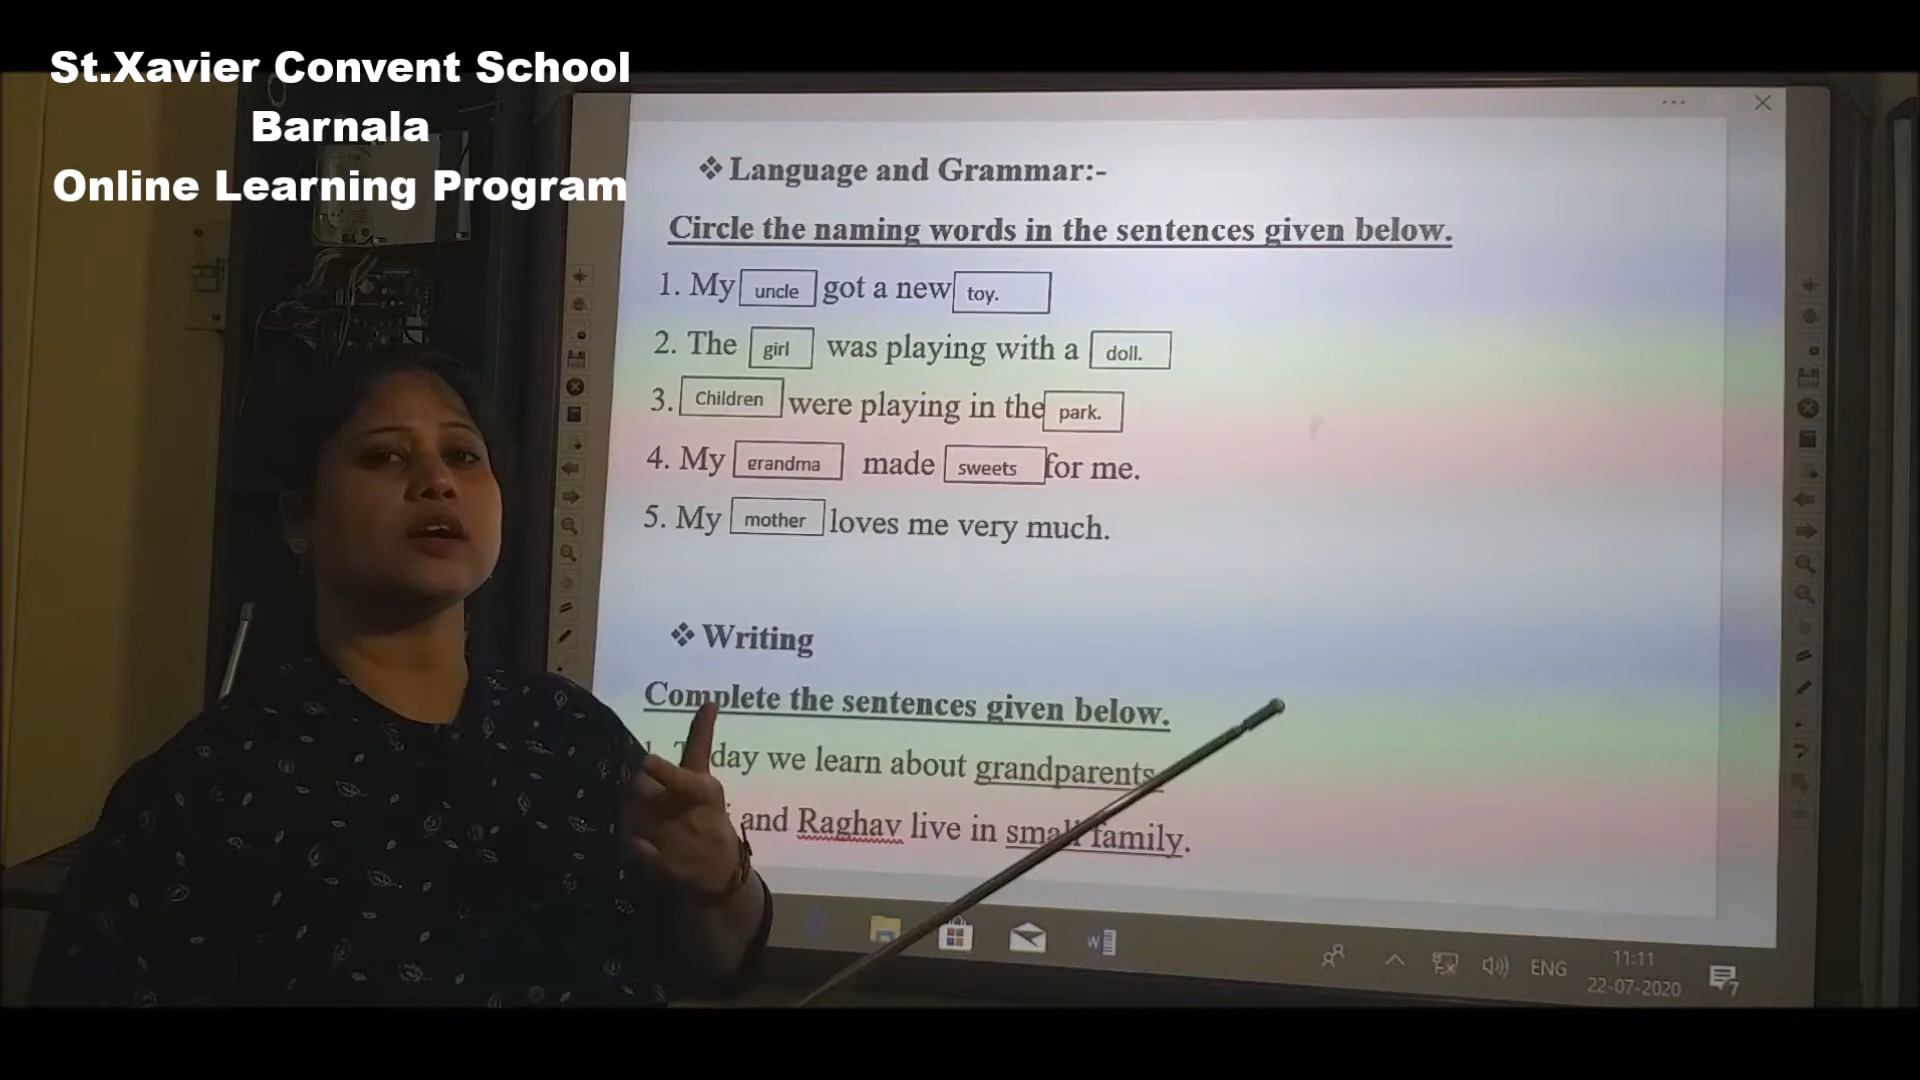 St.Xavier Convent School
Barnala
Online Learning Program
❖ Language and Grammar:-
Circle the naming words in the sentences given below.
1. My uncle got a new toy.
2. The girl was playing with a doll.
3. Children were playing in the park.
4. My grandma made sweets for me.
5. My mother loves me very much.
❖ Writing
Complete the sentences given below.
day we learn about grandparents.
and Raghav live in small family.
ENG
11:11
22-07-2020
7